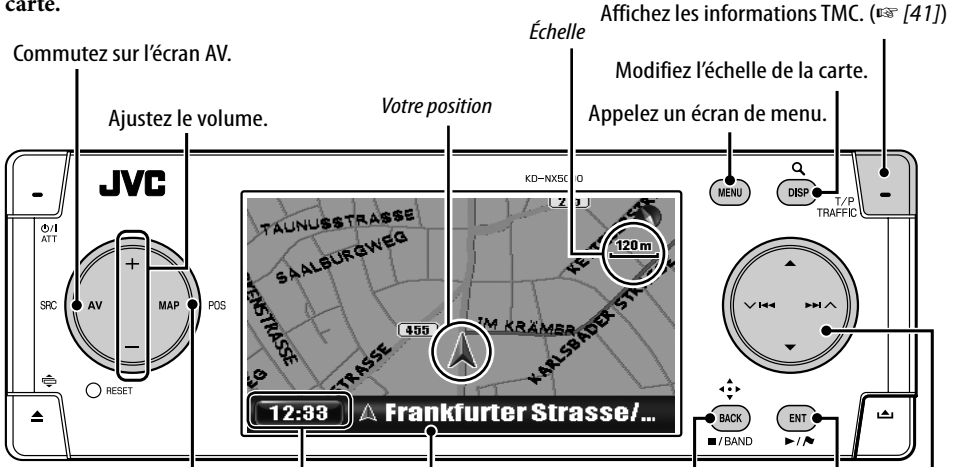 carte.
Affichez les informations TMC. (☞ [41])
Échelle
Commutez sur l’écran AV.
Modifiez l’échelle de la carte.
Votre position
Appelez un écran de menu.
Ajustez le volume.
JVC
KD-NX5000
MENU
DISP
T/P
TRAFFIC
⏻/I
ATT
TAUNUSSTRASSE
SAALBURGWEG
120 m
+
SRC
AV
MAP
POS
455
IM KRÄMER
KARLSBADER STR
STRASSE
–
RESET
12:33
Frankfurter Strasse/...
BACK
ENT
■/BAND